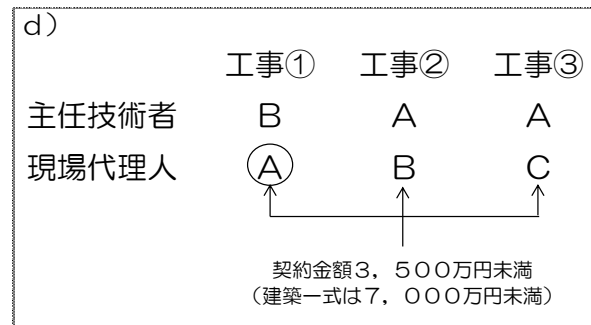 d）
工事① 工事② 工事③
主任技術者 B A A
現場代理人 A B C
契約金額３，５００万円未満
（建築一式は７，０００万円未満）